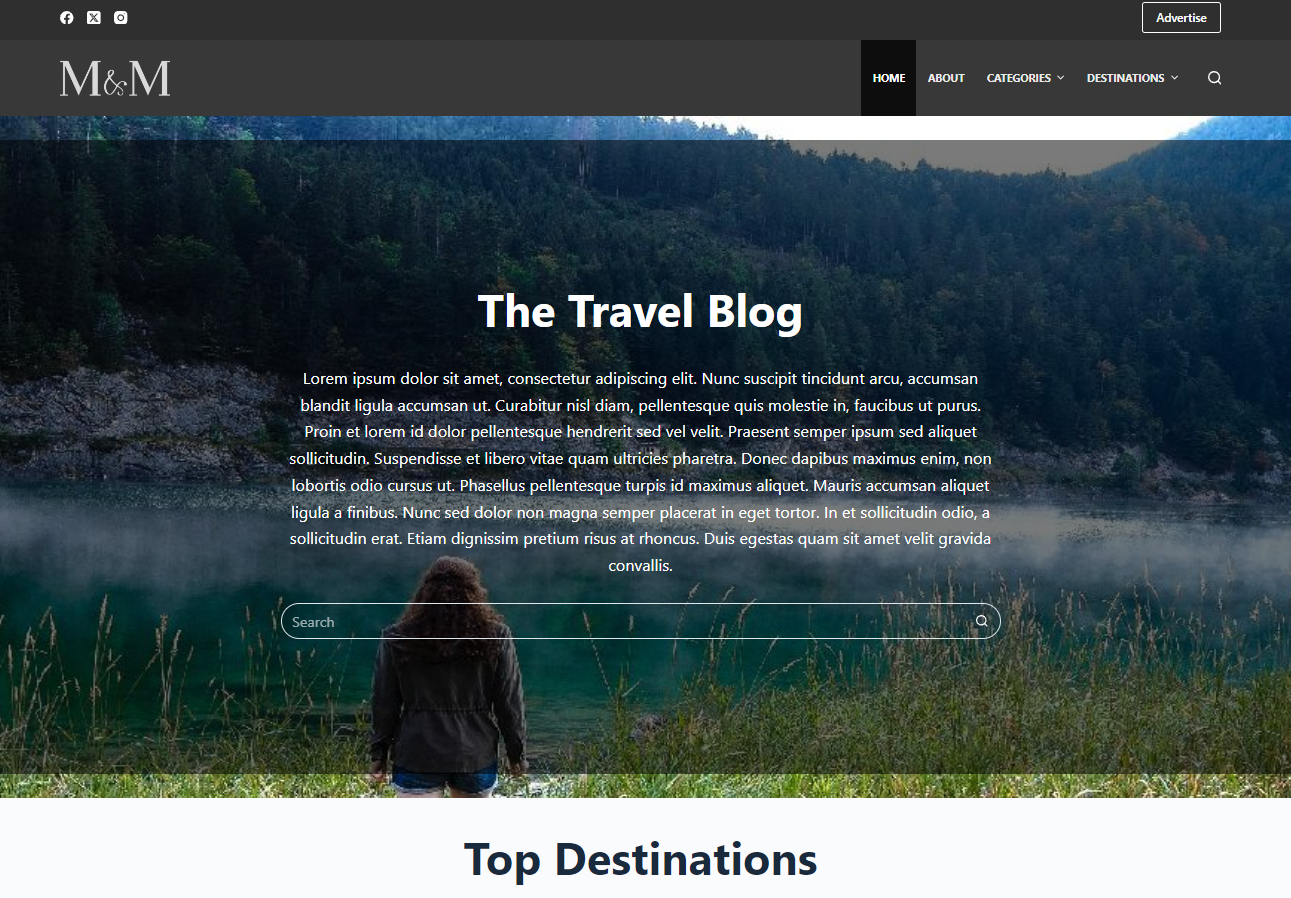 Advertise
M&M
HOME ABOUT CATEGORIES DESTINATIONS
The Travel Blog
Lorem ipsum dolor sit amet, consectetur adipiscing elit. Nunc suscipit tincidunt arcu, accumsan
blandit ligula accumsan ut. Curabitur nisl diam, pellentesque quis molestie in, faucibus ut purus.
Proin et lorem id dolor pellentesque hendrerit sed vel velit. Praesent semper ipsum sed aliquet
sollicitudin. Suspendisse et libero vitae quam ultricies pharetra. Donec dapibus maximus enim, non
lobortis odio cursus ut. Phasellus pellentesque turpis id maximus aliquet. Mauris accumsan aliquet
ligula a finibus. Nunc sed dolor non magna semper placerat in eget tortor. In et sollicitudin odio, a
sollicitudin erat. Etiam dignissim pretium risus at rhoncus. Duis egestas quam sit amet velit gravida
convallis.
Search
Top Destinations